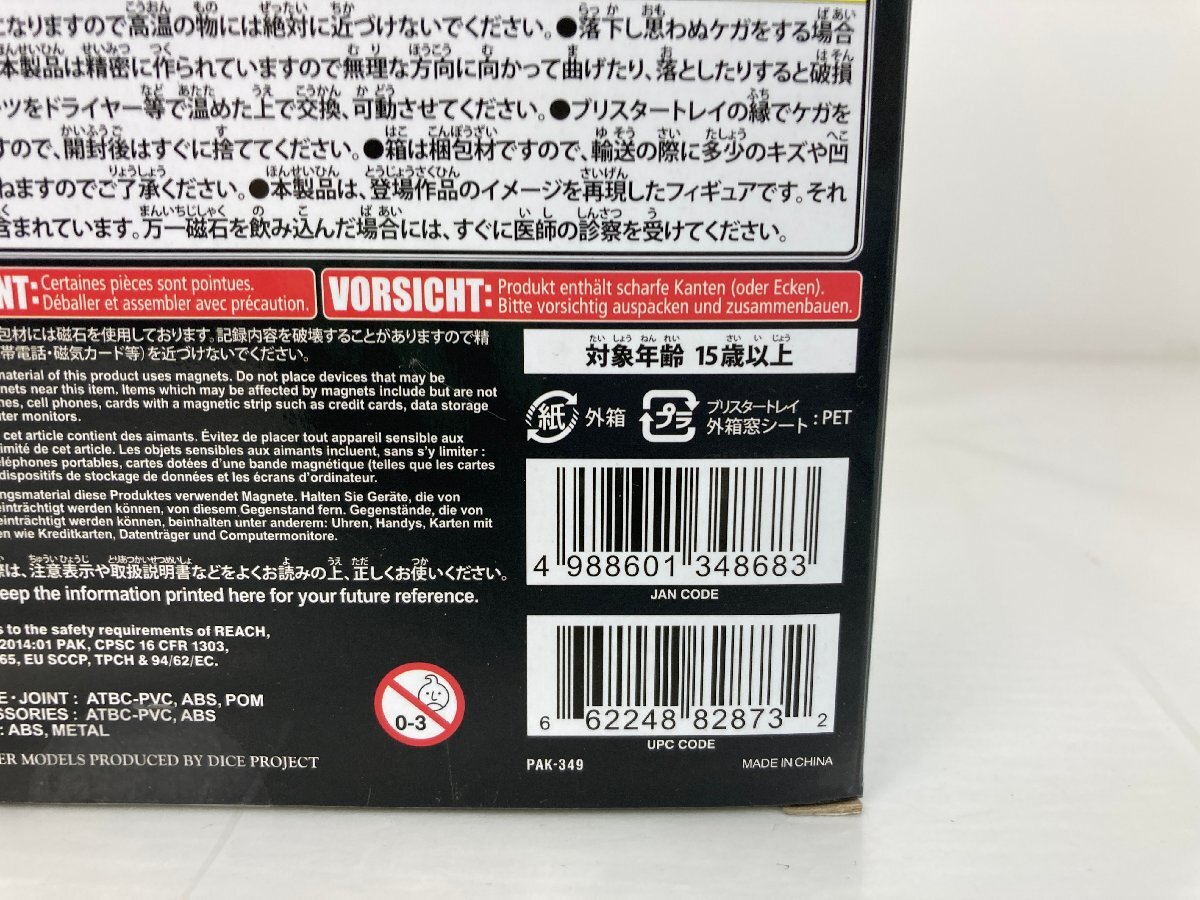 になりますので高温の物には絶対に近づけないでください。●落下し思わぬケガをする場合
本製品は精密に作られていますので無理な方向に向かって曲げたり、落としたりすると破損
ーツをドライヤー等で温めた上で交換、可動させてください。●ブリスタートレイの縁でケガを
すので、開封後はすぐに捨ててください。●箱は梱包材ですので、輸送の際に多少のキズや凹
ねますのでご了承ください。●本製品は、登場作品のイメージを再現したフィギュアです。それ
含まれています。万一磁石を飲み込んだ場合には、すぐに医師の診察を受けてください。
NT: Certaines pièces sont pointues.
Déballer et assembler avec précaution.
VORSICHT: Produkt enthält scharfe Kanten (oder Ecken).
Bitte vorsichtig auspacken und zusammenbauen.
包材には磁石を使用しております。記録内容を破壊することがありますので精
帯電話・磁気カード等)を近づけないでください。
material of this product uses magnets. Do not place devices that may be
nets near this item. Items which may be affected by magnets include but are not
nes, cell phones, cards with a magnetic strip such as credit cards, data storage
ter monitors.
cet article contient des aimants. Évitez de placer tout appareil sensible aux
imité de cet article. Les objets sensibles aux aimants incluent, sans s'y limiter :
éléphones portables, cartes dotées d'une bande magnétique (telles que les cartes
dispositifs de stockage de données et les écrans d'ordinateur.
ngsmaterial diese Produktes verwendet Magnete. Halten Sie Geräte, die von
einträchtigt werden können, von diesem Gegenstand fern. Gegenstände, die von
einträchtigt werden können, beinhalten unter anderem: Uhren, Handys, Karten mit
en wie Kreditkarten, Datenträger und Computermonitore.
際は、注意表示や取扱説明書などをよくお読みの上、正しくお使いください。
eep the information printed here for your future reference.
s to the safety requirements of REACH,
2014:01 PAK, CPSC 16 CFR 1303,
65, EU SCCP, TPCH & 94/62/EC.
E・JOINT : ATBC-PVC, ABS, POM
SSORIES : ATBC-PVC, ABS
: ABS, METAL
ER MODELS PRODUCED BY DICE PROJECT
0-3
対象年齢 15歳以上
紙 外箱 プラ ブリスタートレイ
外箱窓シート : PET
4 988601 348683
JAN CODE
6 62248 82873 2
UPC CODE
PAK-349 MADE IN CHINA